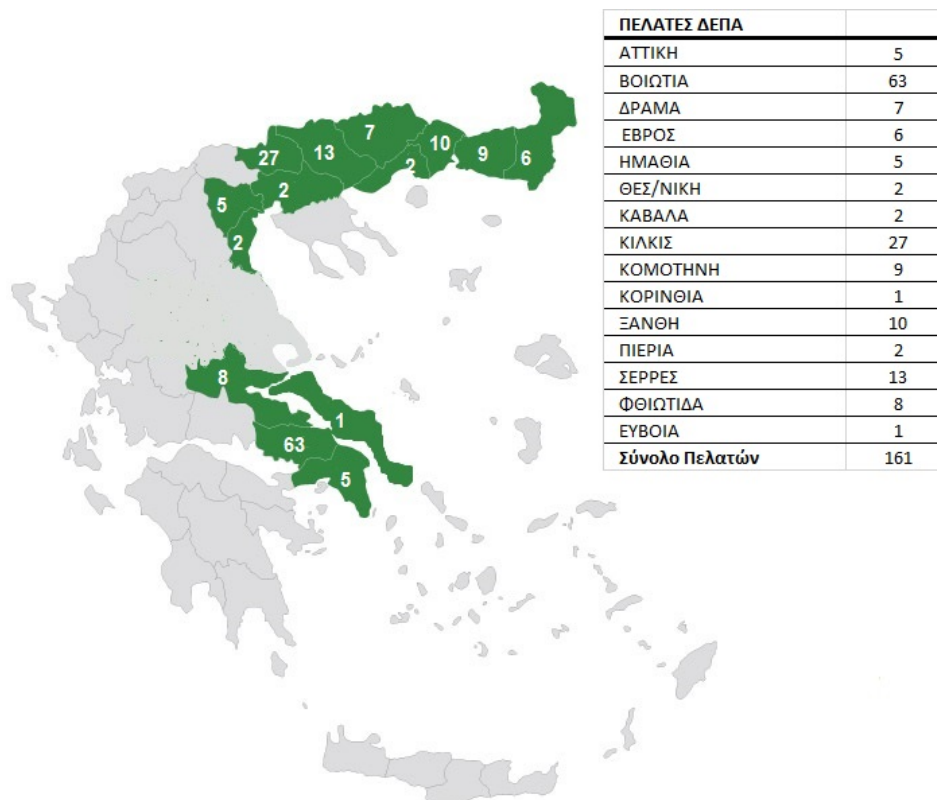 ΠΕΛΑΤΕΣ ΔΕΠΑ
ΑΤΤΙΚΗ 5
ΒΟΙΩΤΙΑ 63
ΔΡΑΜΑ 7
ΕΒΡΟΣ 6
ΗΜΑΘΙΑ 5
ΘΕΣ/ΝΙΚΗ 2
ΚΑΒΑΛΑ 2
ΚΙΛΚΙΣ 27
ΚΟΜΟΤΗΝΗ 9
ΚΟΡΙΝΘΙΑ 1
ΞΑΝΘΗ 10
ΠΙΕΡΙΑ 2
ΣΕΡΡΕΣ 13
ΦΘΙΩΤΙΔΑ 8
ΕΥΒΟΙΑ 1
Σύνολο Πελατών 161
7
27
13
10
2
9
6
5
2
2
8
1
63
5